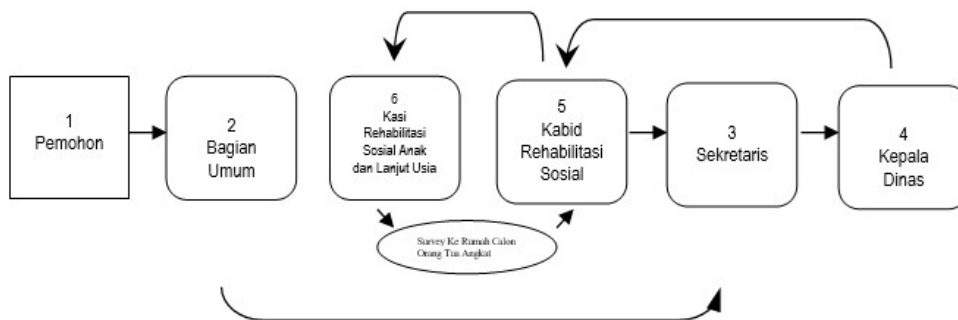 1
Pemohon
2
Bagian
Umum
6
Kasi
Rehabilitasi
Sosial Anak
dan Lanjut Usia
5
Kabid
Rehabilitasi
Sosial
3
Sekretaris
4
Kepala
Dinas
Survey Ke Rumah Calon
Orang Tua Angkat